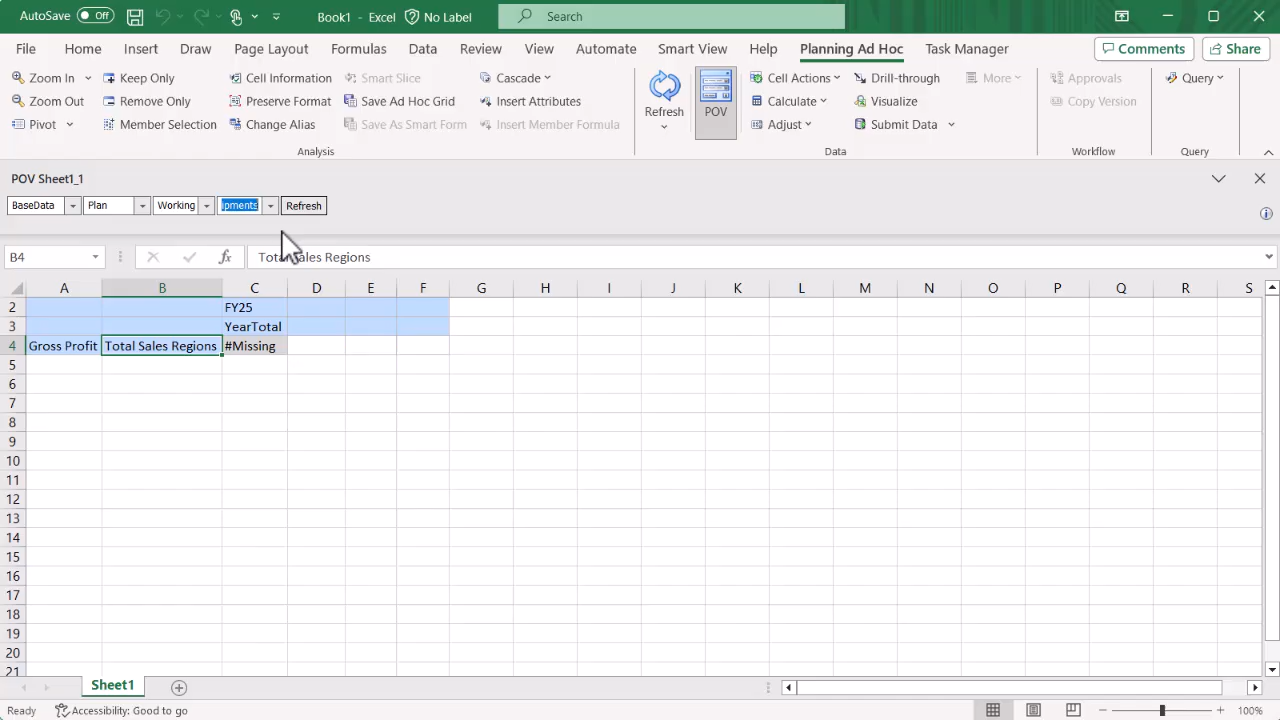 AutoSave Off Book1 - Excel No Label Search
File Home Insert Draw Page Layout Formulas Data Review View Automate Smart View Help Planning Ad Hoc Task Manager Comments Share
Zoom In Keep Only Cell Information Smart Slice Cascade Cell Actions Drill-through More Approvals Query
Zoom Out Remove Only Preserve Format Save Ad Hoc Grid Insert Attributes Refresh POV Calculate Visualize Copy Version
Pivot Member Selection Change Alias Save As Smart Form Insert Member Formula Adjust Submit Data
Analysis Data Workflow Query
POV Sheet1_1
BaseData Plan Working ipments Refresh
B4 fx Total Sales Regions
A B C D E F G H I J K L M N O P Q R S
2 FY25
3 YearTotal
4 Gross Profit Total Sales Regions #Missing
5
6
7
8
9
10
11
12
13
14
15
16
17
18
19
20
21
Sheet1
Ready Accessibility: Good to go 100%